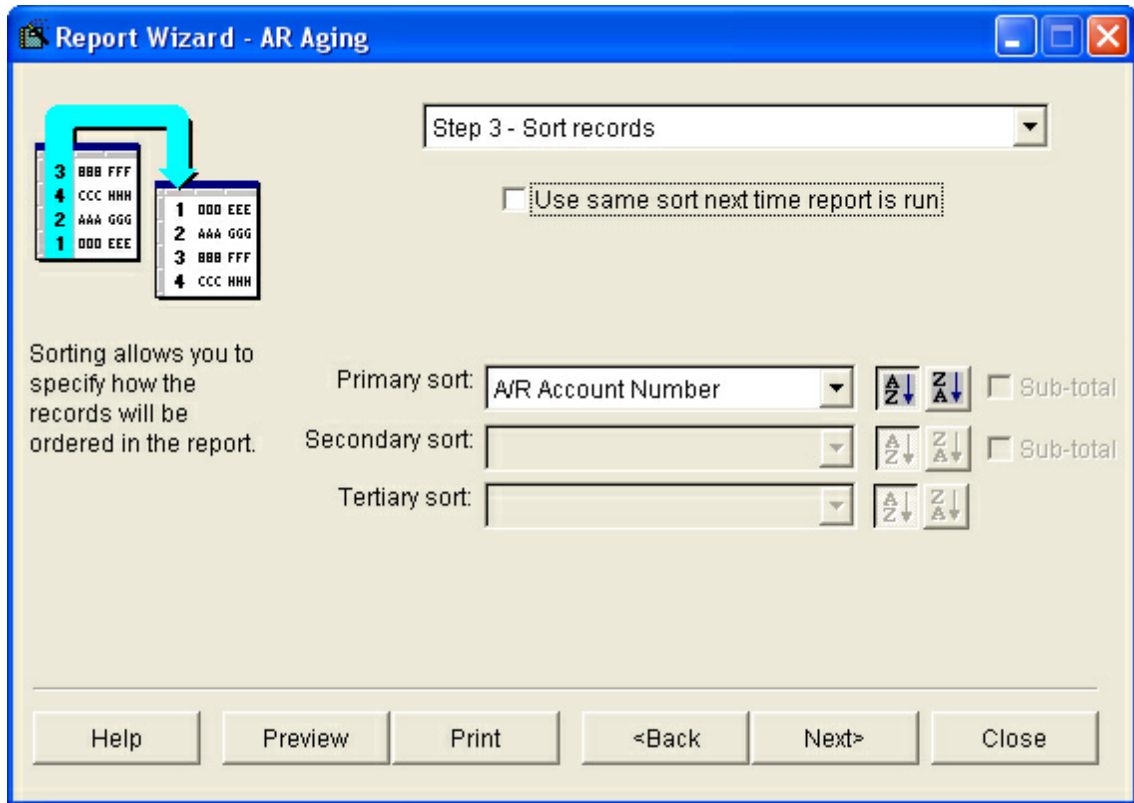 Report Wizard - AR Aging
Step 3 - Sort records
Use same sort next time report is run
3 BBB FFF
4 CCC HHH
2 AAA GGG
1 DDD EEE
1 DDD EEE
2 AAA GGG
3 BBB FFF
4 CCC HHH
Sorting allows you to
specify how the
records will be
ordered in the report.
Primary sort: A/R Account Number A Z Z A Sub-total
Secondary sort: A Z Z A Sub-total
Tertiary sort: A Z Z A
Help Preview Print <Back Next> Close